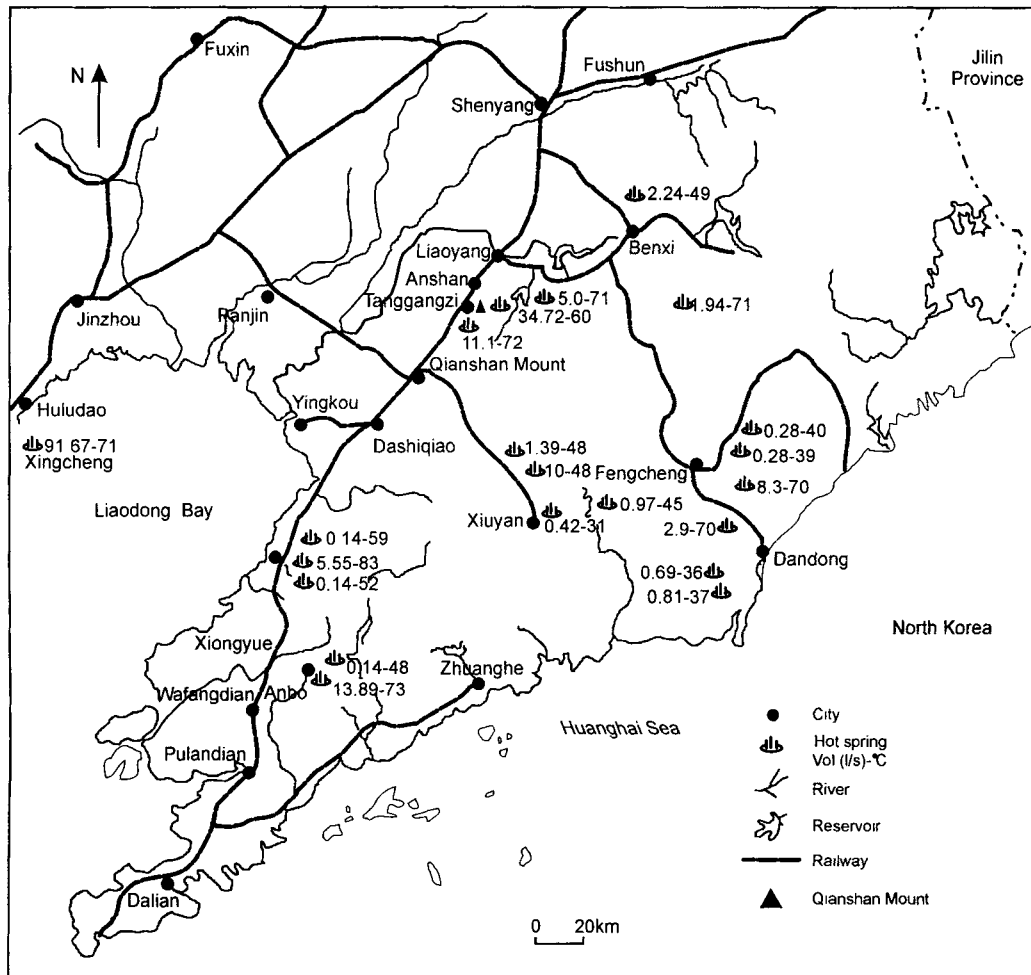 Fuxin
Jilin
Province
Fushun
N
Shenyang
2.24-49
Benxi
Liaoyang
Anshan
Tanggangzi
5.0-71
1.94-71
34.72-60
11.1-72
Jinzhou
Panjin
Qianshan Mount
Huludao
Yingkou
Dashiqiao
91 67-71
Xingcheng
1.39-48
10-48
0.28-40
0.28-39
Fengcheng
8.3-70
0.97-45
Liaodong Bay
Xiuyan
0.42-31
2.9-70
0 14-59
5.55-83
0.14-52
Dandong
0.69-36
0.81-37
Xiongyue
North Korea
0.14-48
Zhuanghe
13.89-73
Wafangdian
Anbo
Huanghai Sea
Pulandian
City
Hot spring
Vol (l/s)-℃
River
Reservoir
Railway
Qianshan Mount
Dalian
0 20km